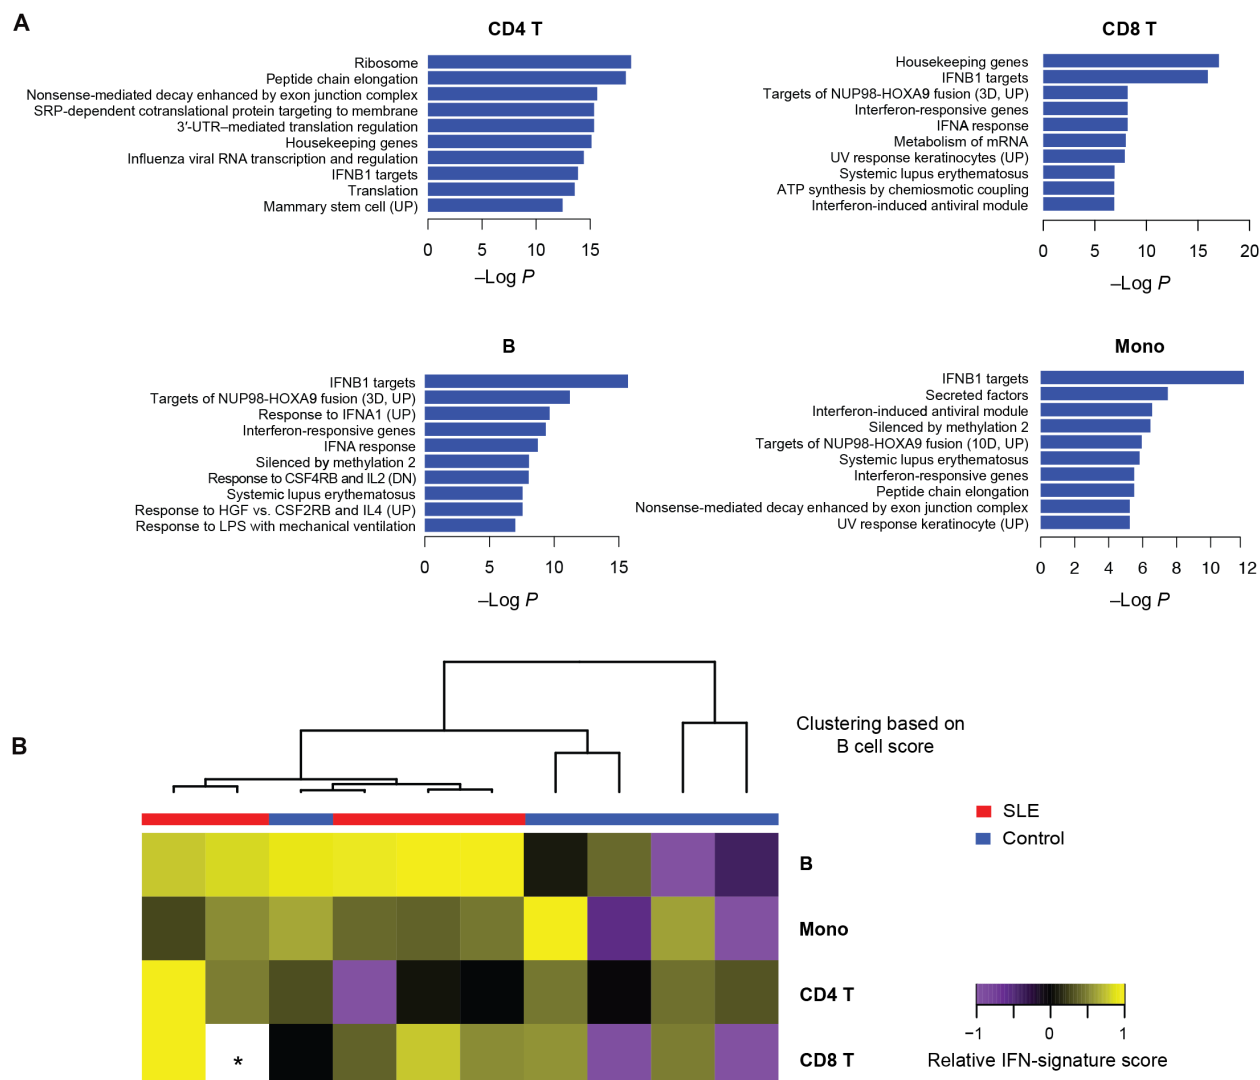 A
CD4 T
Ribosome
Peptide chain elongation
Nonsense-mediated decay enhanced by exon junction complex
SRP-dependent cotranslational protein targeting to membrane
3′-UTR–mediated translation regulation
Housekeeping genes
Influenza viral RNA transcription and regulation
IFNB1 targets
Translation
Mammary stem cell (UP)
0 5 10 15
–Log P
CD8 T
Housekeeping genes
IFNB1 targets
Targets of NUP98-HOXA9 fusion (3D, UP)
Interferon-responsive genes
IFNA response
Metabolism of mRNA
UV response keratinocytes (UP)
Systemic lupus erythematosus
ATP synthesis by chemiosmotic coupling
Interferon-induced antiviral module
0 5 10 15 20
–Log P
B
IFNB1 targets
Targets of NUP98-HOXA9 fusion (3D, UP)
Response to IFNA1 (UP)
Interferon-responsive genes
IFNA response
Silenced by methylation 2
Response to CSF4RB and IL2 (DN)
Systemic lupus erythematosus
Response to HGF vs. CSF2RB and IL4 (UP)
Response to LPS with mechanical ventilation
0 5 10 15
–Log P
Mono
IFNB1 targets
Secreted factors
Interferon-induced antiviral module
Silenced by methylation 2
Targets of NUP98-HOXA9 fusion (10D, UP)
Systemic lupus erythematosus
Interferon-responsive genes
Peptide chain elongation
Nonsense-mediated decay enhanced by exon junction complex
UV response keratinocyte (UP)
0 2 4 6 8 10 12
–Log P
B
Clustering based on
B cell score
SLE
Control
B
Mono
CD4 T
CD8 T
*
−1 0 1
Relative IFN-signature score